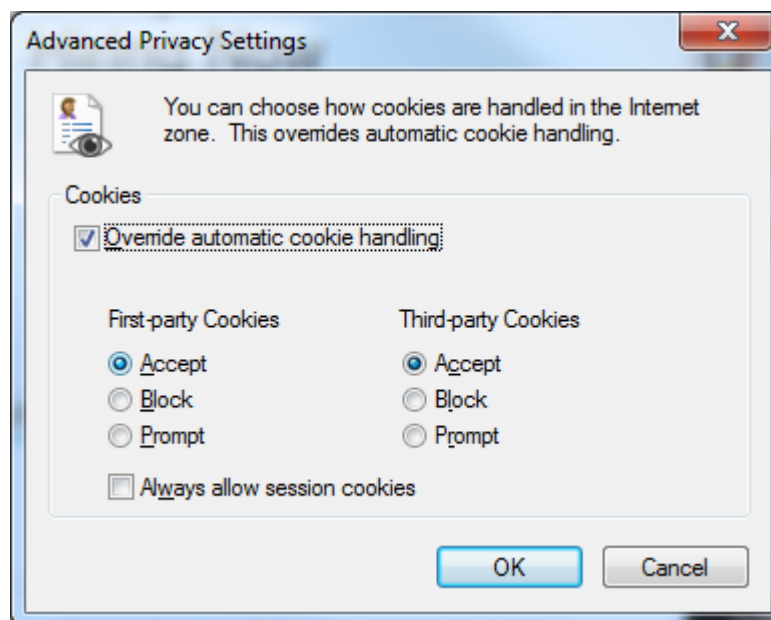 Advanced Privacy Settings
You can choose how cookies are handled in the Internet
zone.  This overrides automatic cookie handling.
Cookies
Override automatic cookie handling
First-party Cookies
Third-party Cookies
Accept
Accept
Block
Block
Prompt
Prompt
Always allow session cookies
OK
Cancel